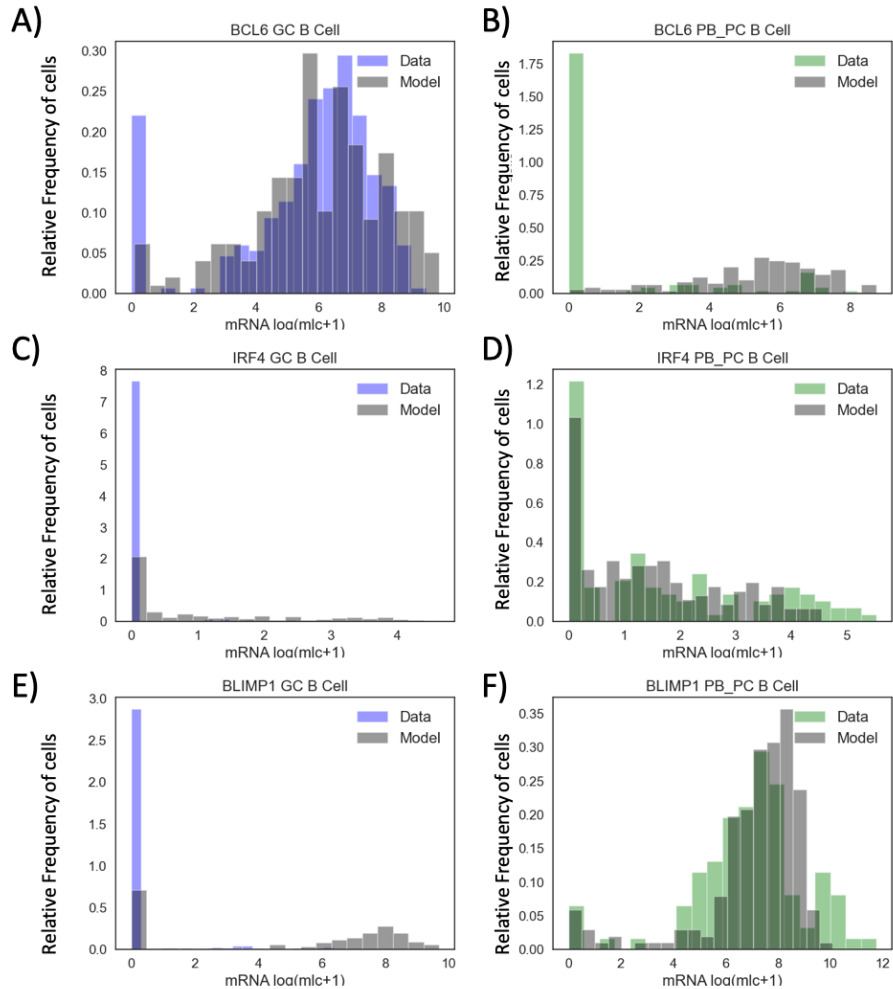 A)
BCL6 GC B Cell
Relative Frequency of cells
0.30
0.25
0.20
0.15
0.10
0.05
0.00
Data
Model
0 2 4 6 8 10
mRNA log(mlc+1)
B)
BCL6 PB_PC B Cell
Relative Frequency of cells
1.75
1.50
1.25
1.00
0.75
0.50
0.25
0.00
Data
Model
0 2 4 6 8
mRNA log(mlc+1)
C)
IRF4 GC B Cell
Relative Frequency of cells
8
7
6
5
4
3
2
1
0
Data
Model
0 1 2 3 4
mRNA log(mlc+1)
D)
IRF4 PB_PC B Cell
Relative Frequency of cells
1.2
1.0
0.8
0.6
0.4
0.2
0.0
Data
Model
0 1 2 3 4 5
mRNA log(mlc+1)
E)
BLIMP1 GC B Cell
Relative Frequency of cells
3.0
2.5
2.0
1.5
1.0
0.5
0.0
Data
Model
0 2 4 6 8 10
mRNA log(mlc+1)
F)
BLIMP1 PB_PC B Cell
Relative Frequency of cells
0.35
0.30
0.25
0.20
0.15
0.10
0.05
0.00
Data
Model
0 2 4 6 8 10 12
mRNA log(mlc+1)